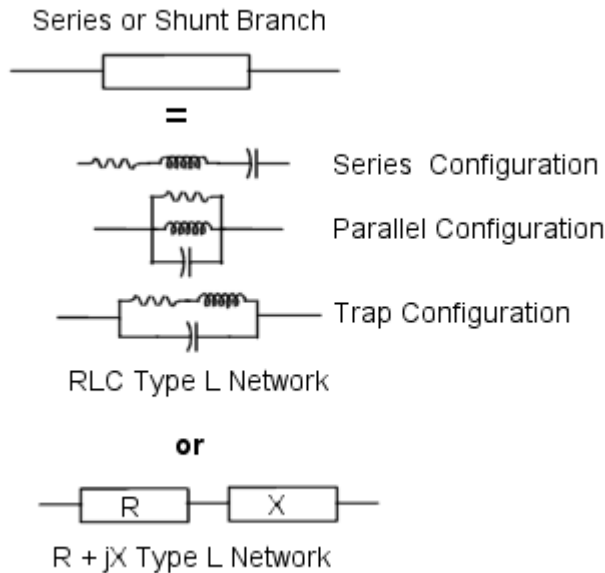 Series or Shunt Branch
=
Series Configuration
Parallel Configuration
Trap Configuration
RLC Type L Network
or
R X
R + jX Type L Network